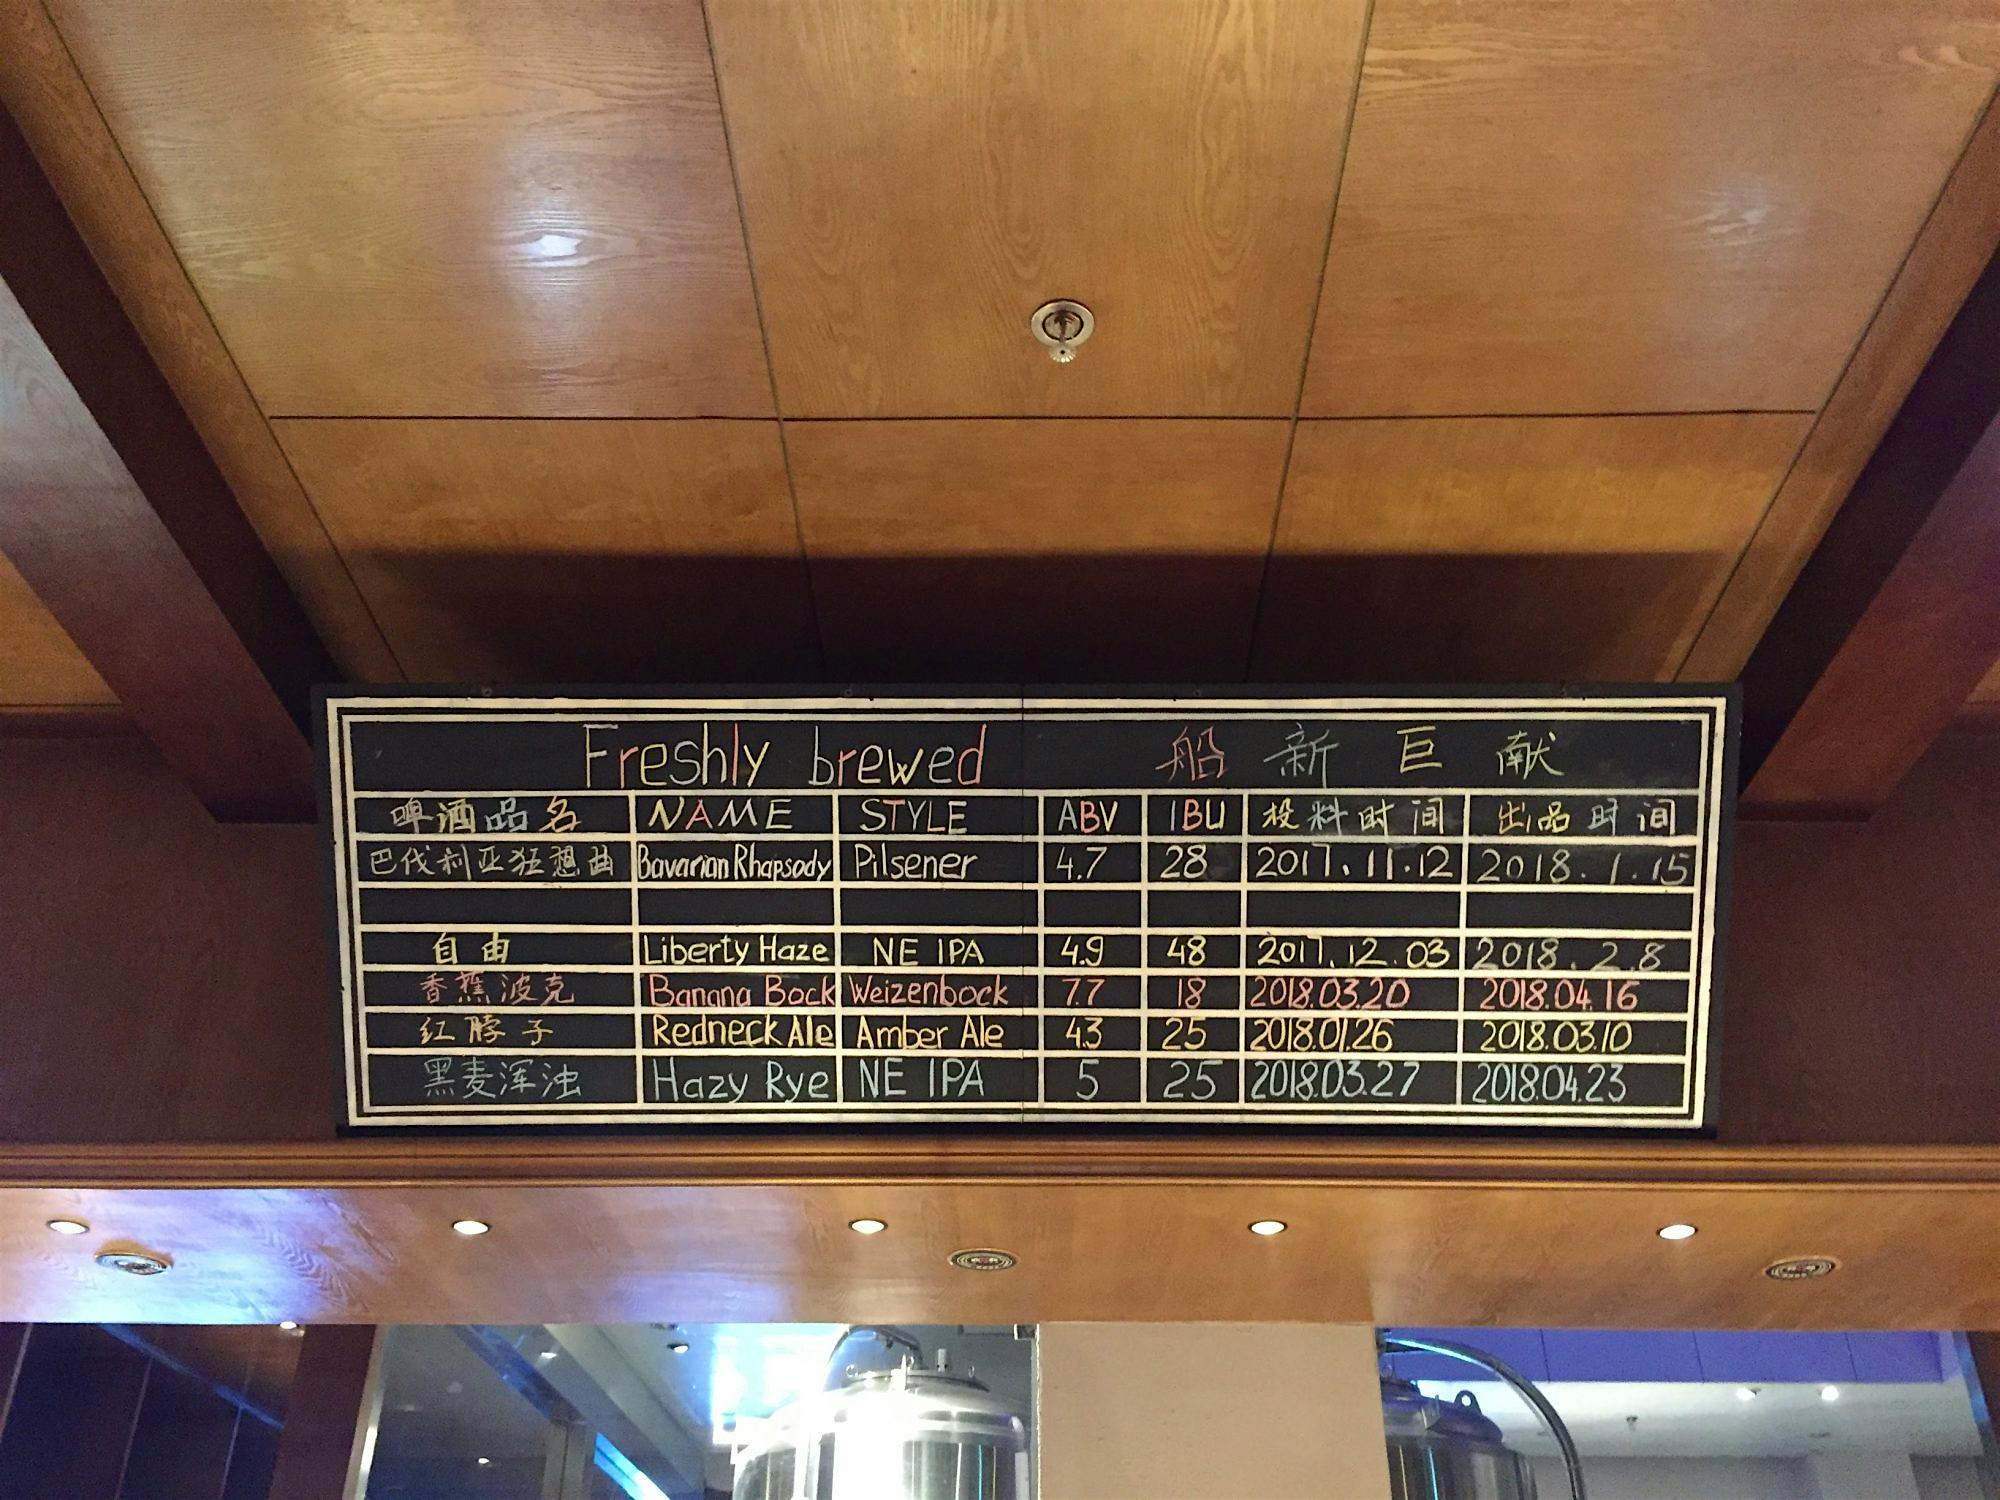 Freshly brewed 船新巨献
啤酒品名 NAME STYLE ABV IBU 投料时间 出品时间
巴伐利亚狂想曲 Bavarian Rhapsody Pilsener 4.7 28 2017.11.12 2018.1.15
自由 Liberty Haze NE IPA 4.9 48 2017.12.03 2018.2.8
香蕉波克 Banana Bock Weizenbock 7.7 18 2018.03.20 2018.04.16
红脖子 Redneck Ale Amber Ale 4.3 25 2018.01.26 2018.03.10
黑麦浑浊 Hazy Rye NE IPA 5 25 2018.03.27 2018.04.23